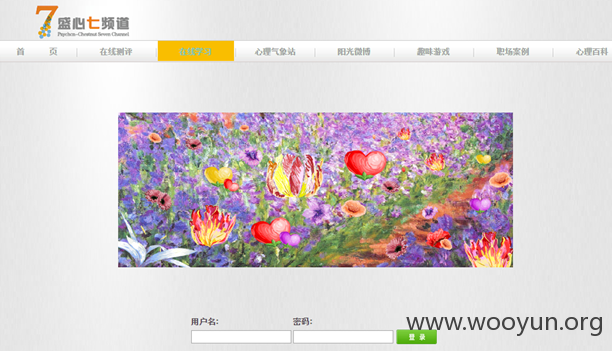 7 盛心七频道
Psychcn-Chestnut Seven Channel
首 页 在线测评 在线学习 心理气象站 阳光微博 趣味游戏 职场案例 心理百科
用户名： 密码：
登 录
www.wooyun.org